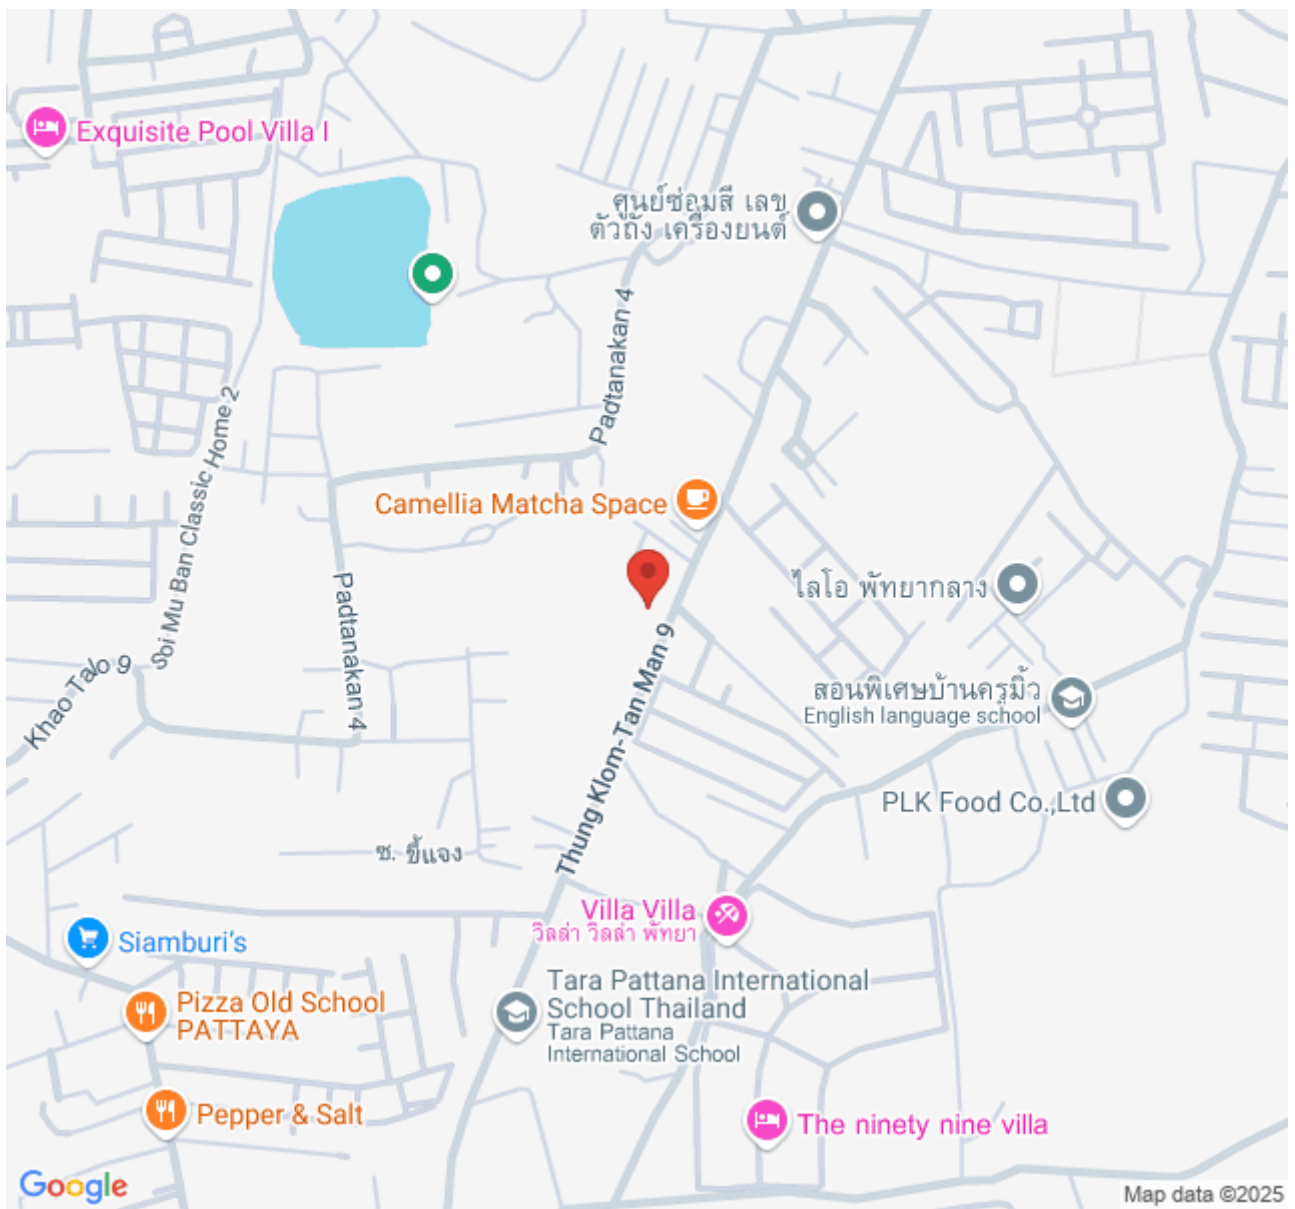 Exquisite Pool Villa I
ศูนย์ซ่อมสี เลข
ตัวถัง เครื่องยนต์
Padtanakan 4
Padtanakan 4
Soi Mu Ban Classic Home 2
Camellia Matcha Space
ไลโอ พัทยากลาง
Khao Talo 9
Thung Klom-Tan Man 9
สอนพิเศษบ้านครูมิ้ว
English language school
PLK Food Co.,Ltd
ซ. ขี้แจง
Villa Villa
วิลล่า วิลล่า พัทยา
Siamburi's
Pizza Old School
PATTAYA
Tara Pattana International
School Thailand
Tara Pattana
International School
Pepper & Salt
The ninety nine villa
Google
Map data ©2025